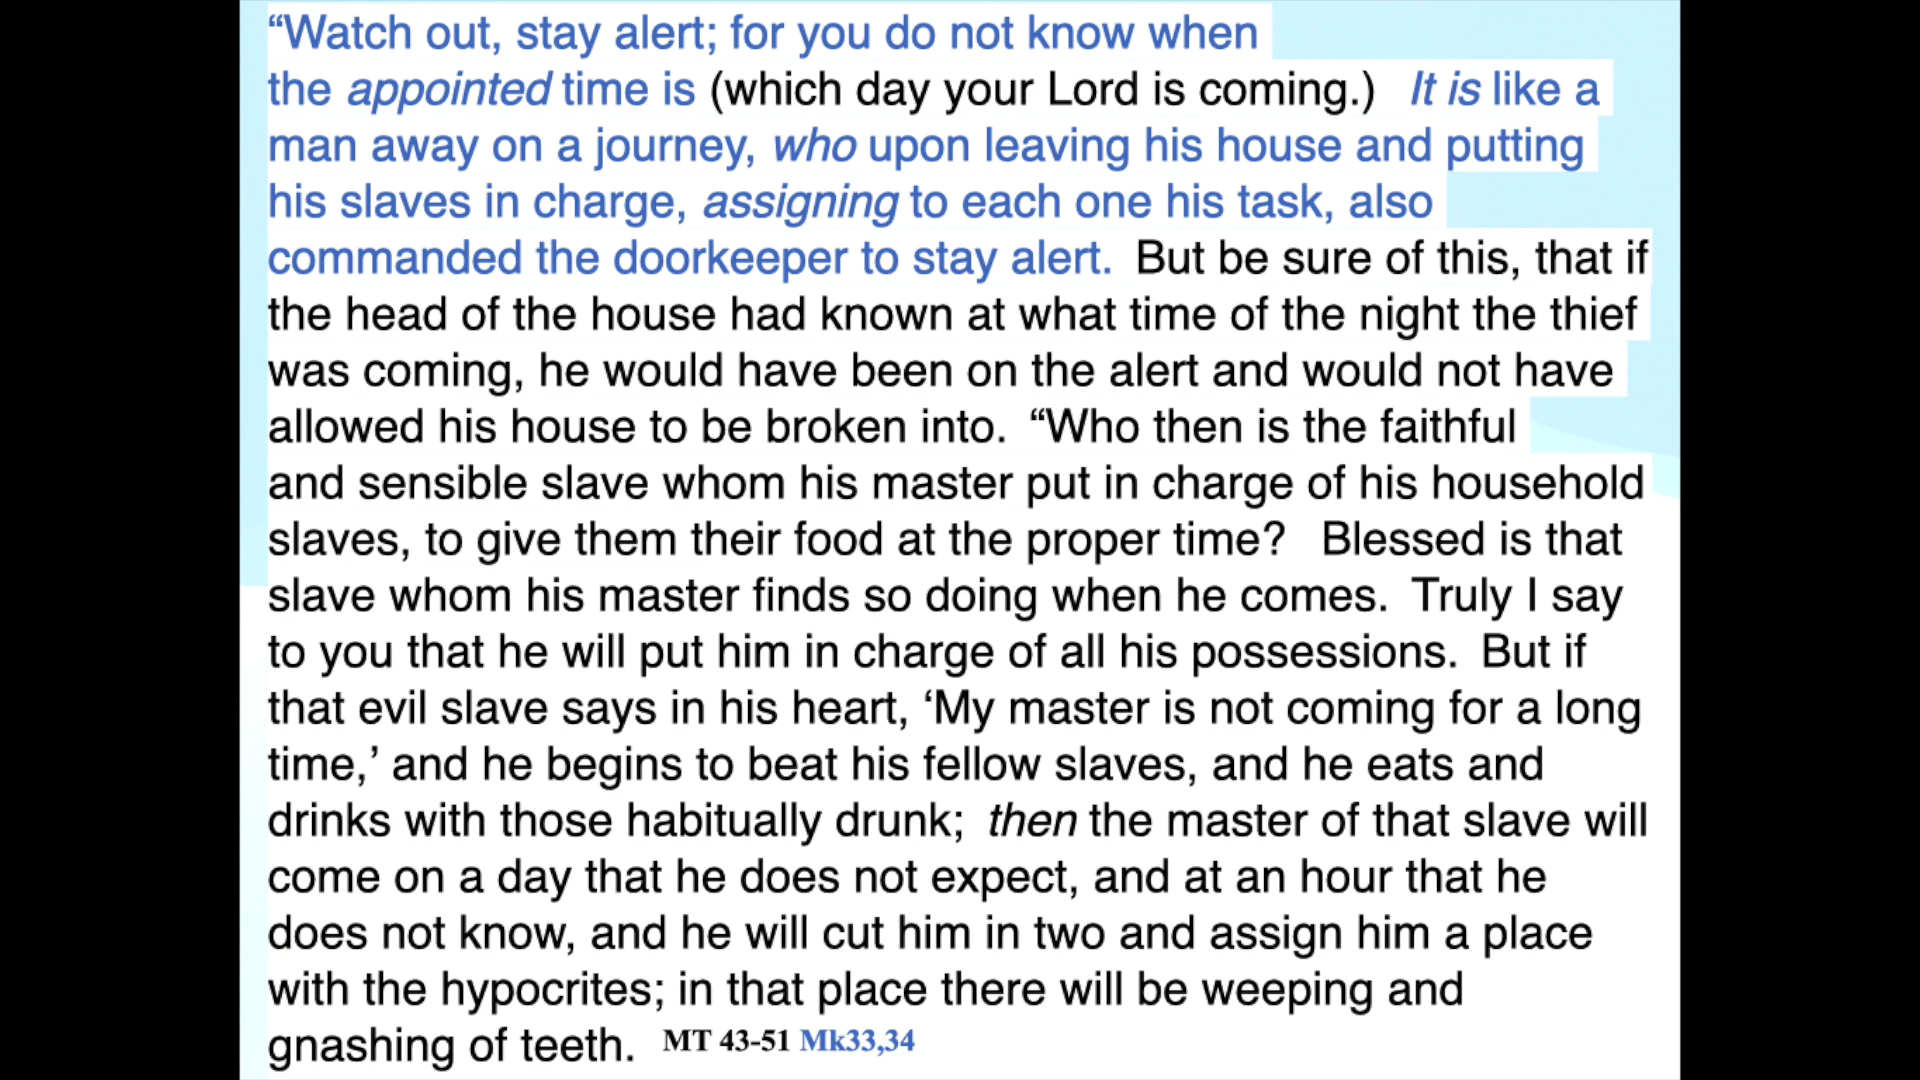 “Watch out, stay alert; for you do not know when
the appointed time is (which day your Lord is coming.) It is like a
man away on a journey, who upon leaving his house and putting
his slaves in charge, assigning to each one his task, also
commanded the doorkeeper to stay alert. But be sure of this, that if
the head of the house had known at what time of the night the thief
was coming, he would have been on the alert and would not have
allowed his house to be broken into. “Who then is the faithful
and sensible slave whom his master put in charge of his household
slaves, to give them their food at the proper time? Blessed is that
slave whom his master finds so doing when he comes. Truly I say
to you that he will put him in charge of all his possessions. But if
that evil slave says in his heart, ‘My master is not coming for a long
time,’ and he begins to beat his fellow slaves, and he eats and
drinks with those habitually drunk; then the master of that slave will
come on a day that he does not expect, and at an hour that he
does not know, and he will cut him in two and assign him a place
with the hypocrites; in that place there will be weeping and
gnashing of teeth. MT 43-51 Mk33,34